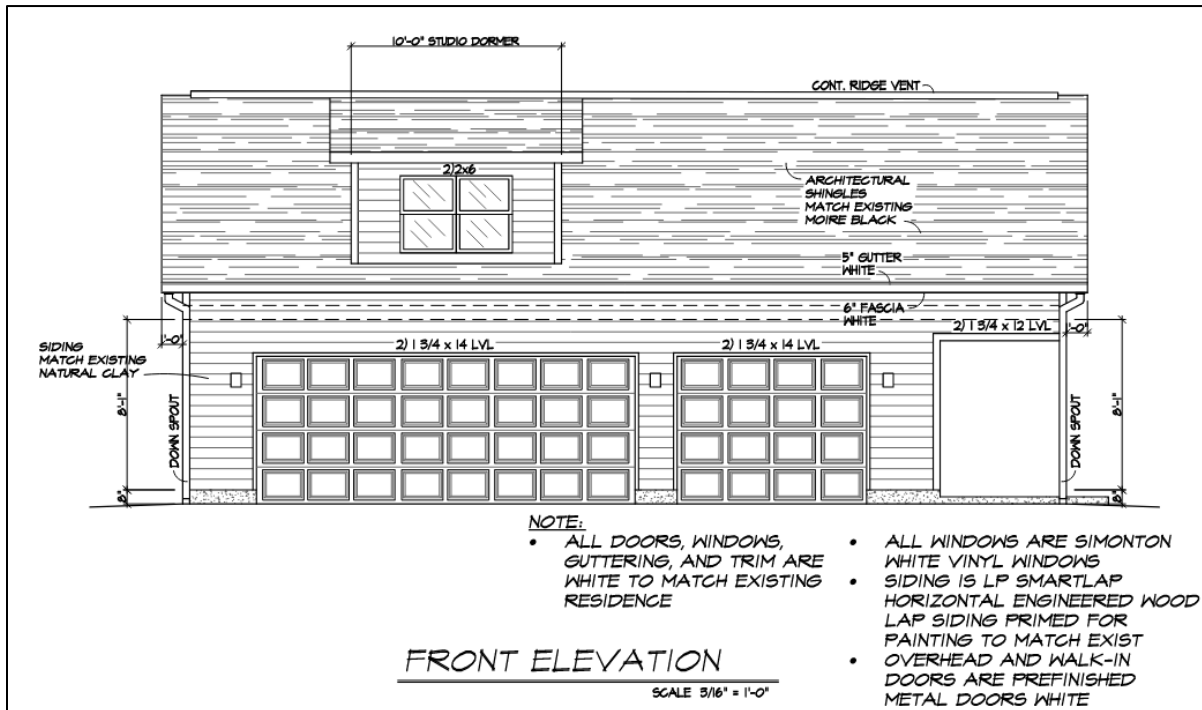 10'-0" STUDIO DORMER
CONT. RIDGE VENT
2)2x6
ARCHITECTURAL
SHINGLES
MATCH EXISTING
MOIRE BLACK
5" GUTTER
WHITE
6" FASCIA
WHITE
1'-0"
2) 1 3/4 x 12 LVL
1'-0"
SIDING
MATCH EXISTING
NATURAL CLAY
2) 1 3/4 x 14 LVL
2) 1 3/4 x 14 LVL
8'-1"
DOWN SPOUT
8"
DOWN SPOUT
8'-1"
8"
NOTE:
• ALL DOORS, WINDOWS,
GUTTERING, AND TRIM ARE
WHITE TO MATCH EXISTING
RESIDENCE
• ALL WINDOWS ARE SIMONTON
WHITE VINYL WINDOWS
• SIDING IS LP SMARTLAP
HORIZONTAL ENGINEERED WOOD
LAP SIDING PRIMED FOR
PAINTING TO MATCH EXIST
• OVERHEAD AND WALK-IN
DOORS ARE PREFINISHED
METAL DOORS WHITE
FRONT ELEVATION
SCALE 3/16" = 1'-0"